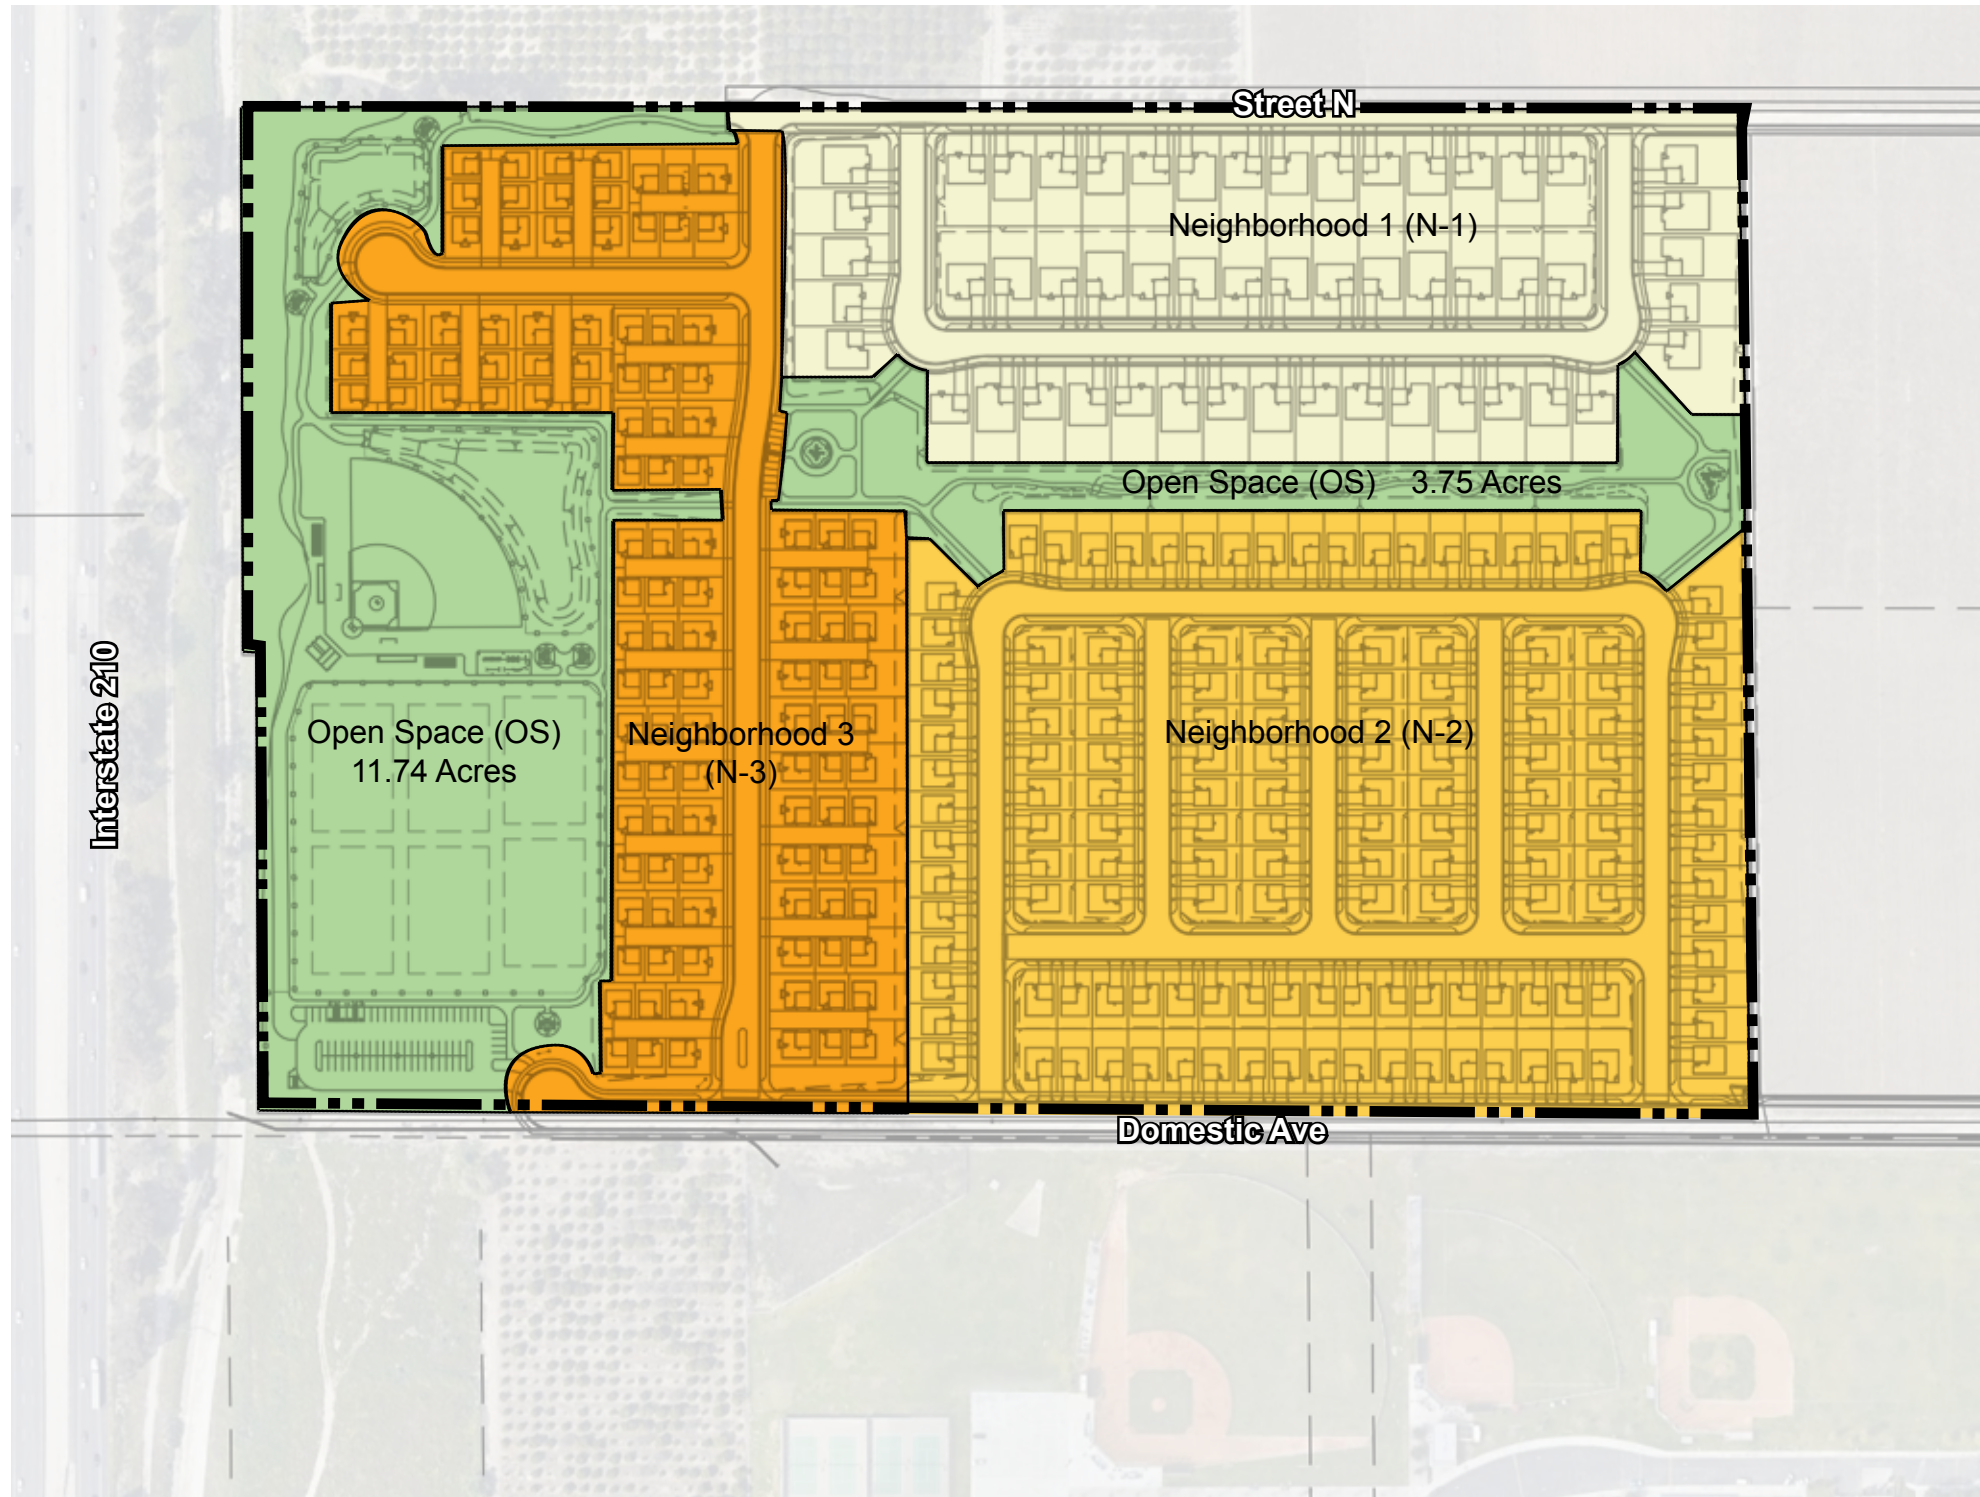 Street N
Neighborhood 1 (N-1)
Open Space (OS) 3.75 Acres
Interstate 210
Open Space (OS)
11.74 Acres
Neighborhood 3
(N-3)
Neighborhood 2 (N-2)
Domestic Ave